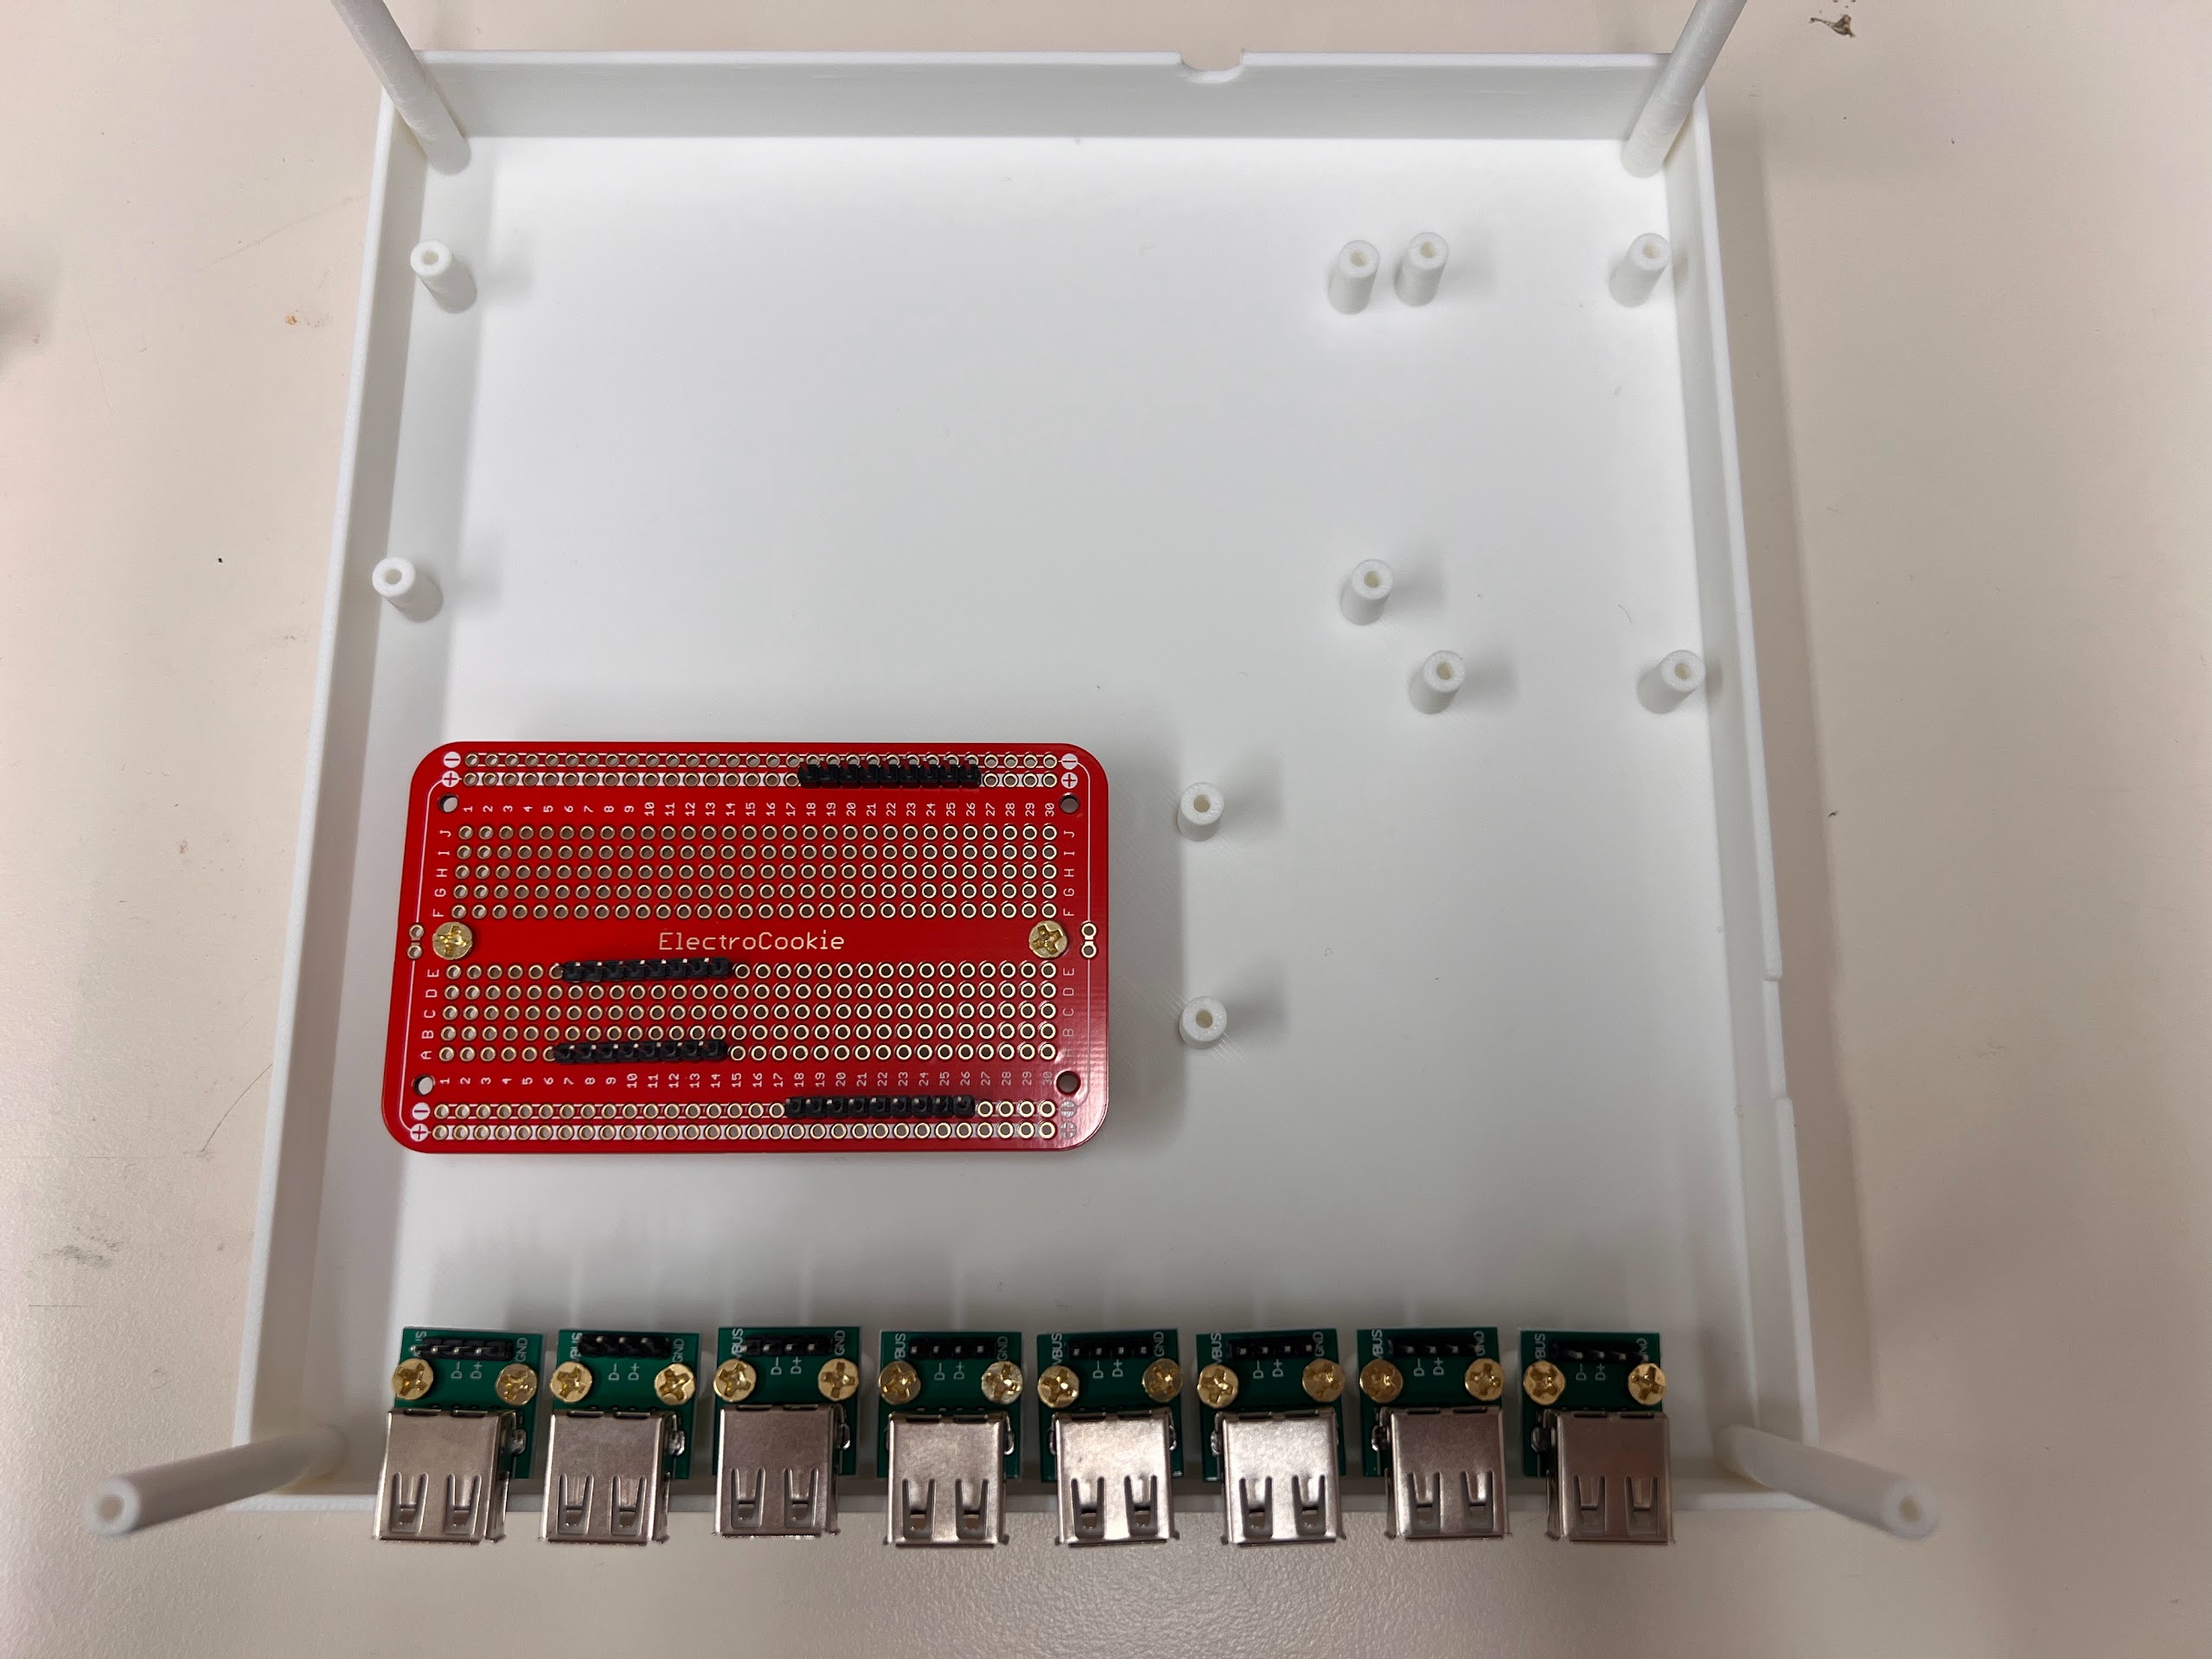 − −
+ +
1 2 3 4 5 6 7 8 9 10 11 12 13 14 15 16 17 18 19 20 21 22 23 24 25 26 27 28 29 30
J J
I I
H H
G G
F F
ElectroCookie
E E
D D
C C
B B
A
1 2 3 4 5 6 7 8 9 10 11 12 13 14 15 16 17 18 19 20 21 22 23 24 25 26 27 28 29 30
− −
+ +
D- D+ GND
D- D+ GND
VBUS D- D+ GND
VBUS D- D+ GND
VBUS D- D+ GND
VBUS D- D+ GND
VBUS D- D+ GND
VBUS D- D+ GND